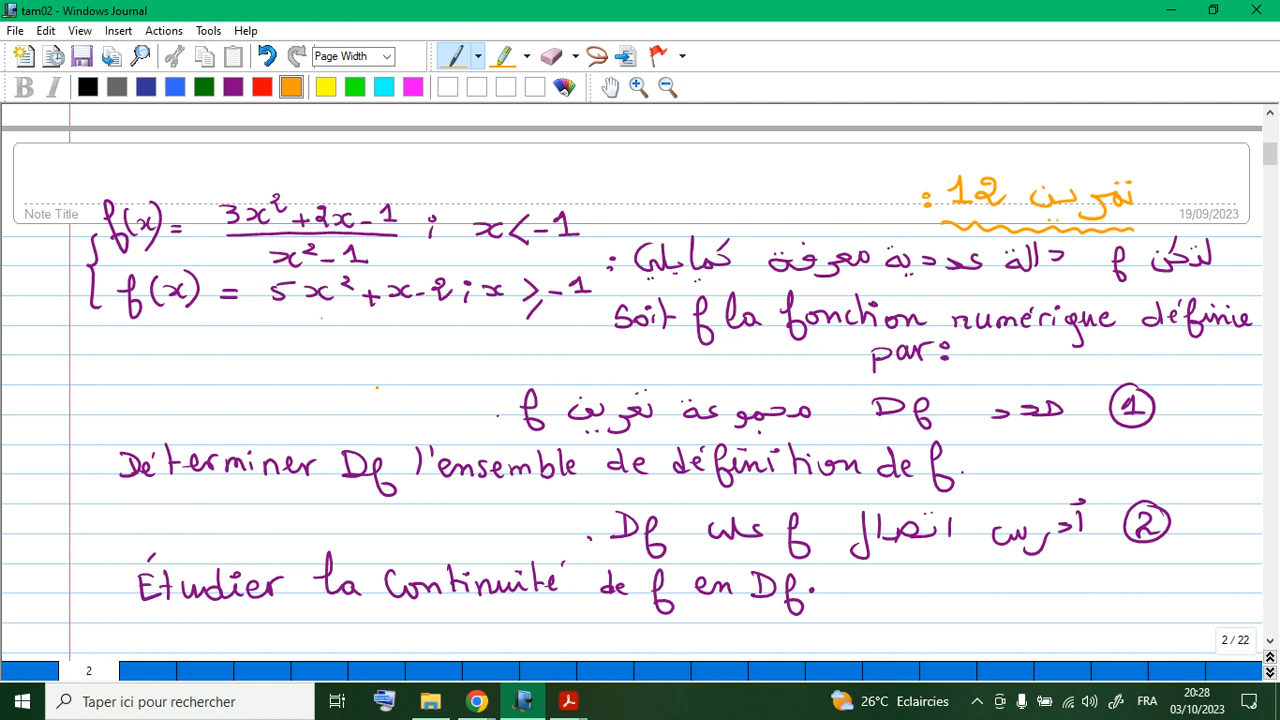 tam02 - Windows Journal
File Edit View Insert Actions Tools Help
Page Width
B I
Note Title
19/09/2023
تمرين 12 :
لتكن f دالة عددية معرفة كمايلي :
{ f(x) = (3x² + 2x - 1) / (x² - 1) ; x < -1
{ f(x) = 5x² + x - 2 ; x ≥ -1
Soit f la fonction numérique définie
par :
① حدد Df مجموعة تعريف f .
Déterminer Df l'ensemble de définition de f.
② أدرس اتصال f على Df .
Étudier la continuité de f en Df.
2 / 22
2
Taper ici pour rechercher
26°C Eclaircies
FRA
20:28
03/10/2023